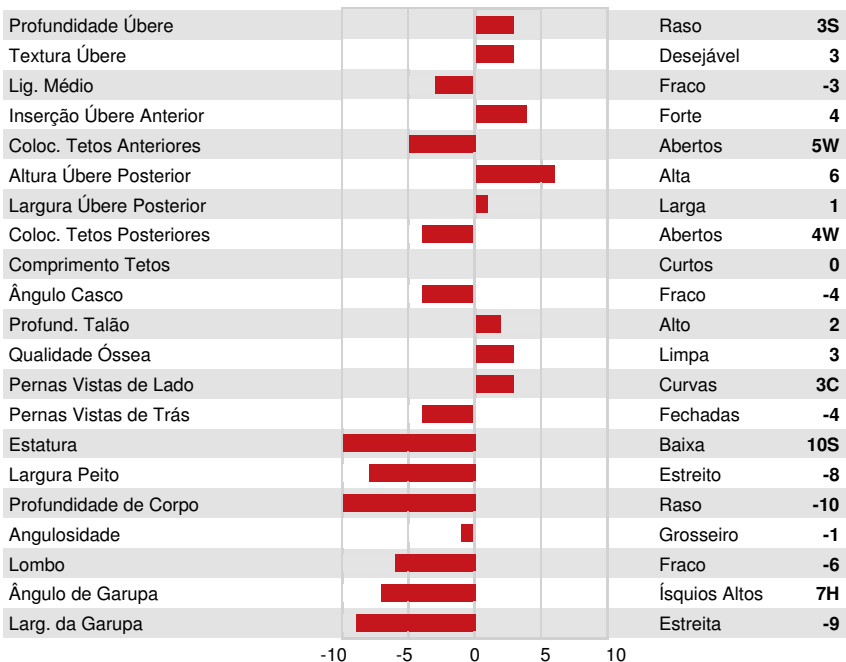 Profundidade Úbere Raso 3S
Textura Úbere Desejável 3
Lig. Médio Fraco -3
Inserção Úbere Anterior Forte 4
Coloc. Tetos Anteriores Abertos 5W
Altura Úbere Posterior Alta 6
Largura Úbere Posterior Larga 1
Coloc. Tetos Posteriores Abertos 4W
Comprimento Tetos Curtos 0
Ângulo Casco Fraco -4
Profund. Talão Alto 2
Qualidade Óssea Limpa 3
Pernas Vistas de Lado Curvas 3C
Pernas Vistas de Trás Fechadas -4
Estatura Baixa 10S
Largura Peito Estreito -8
Profundidade de Corpo Raso -10
Angulosidade Grosseiro -1
Lombo Fraco -6
Ângulo de Garupa Ísquios Altos 7H
Larg. da Garupa Estreita -9
-10 -5 0 5 10